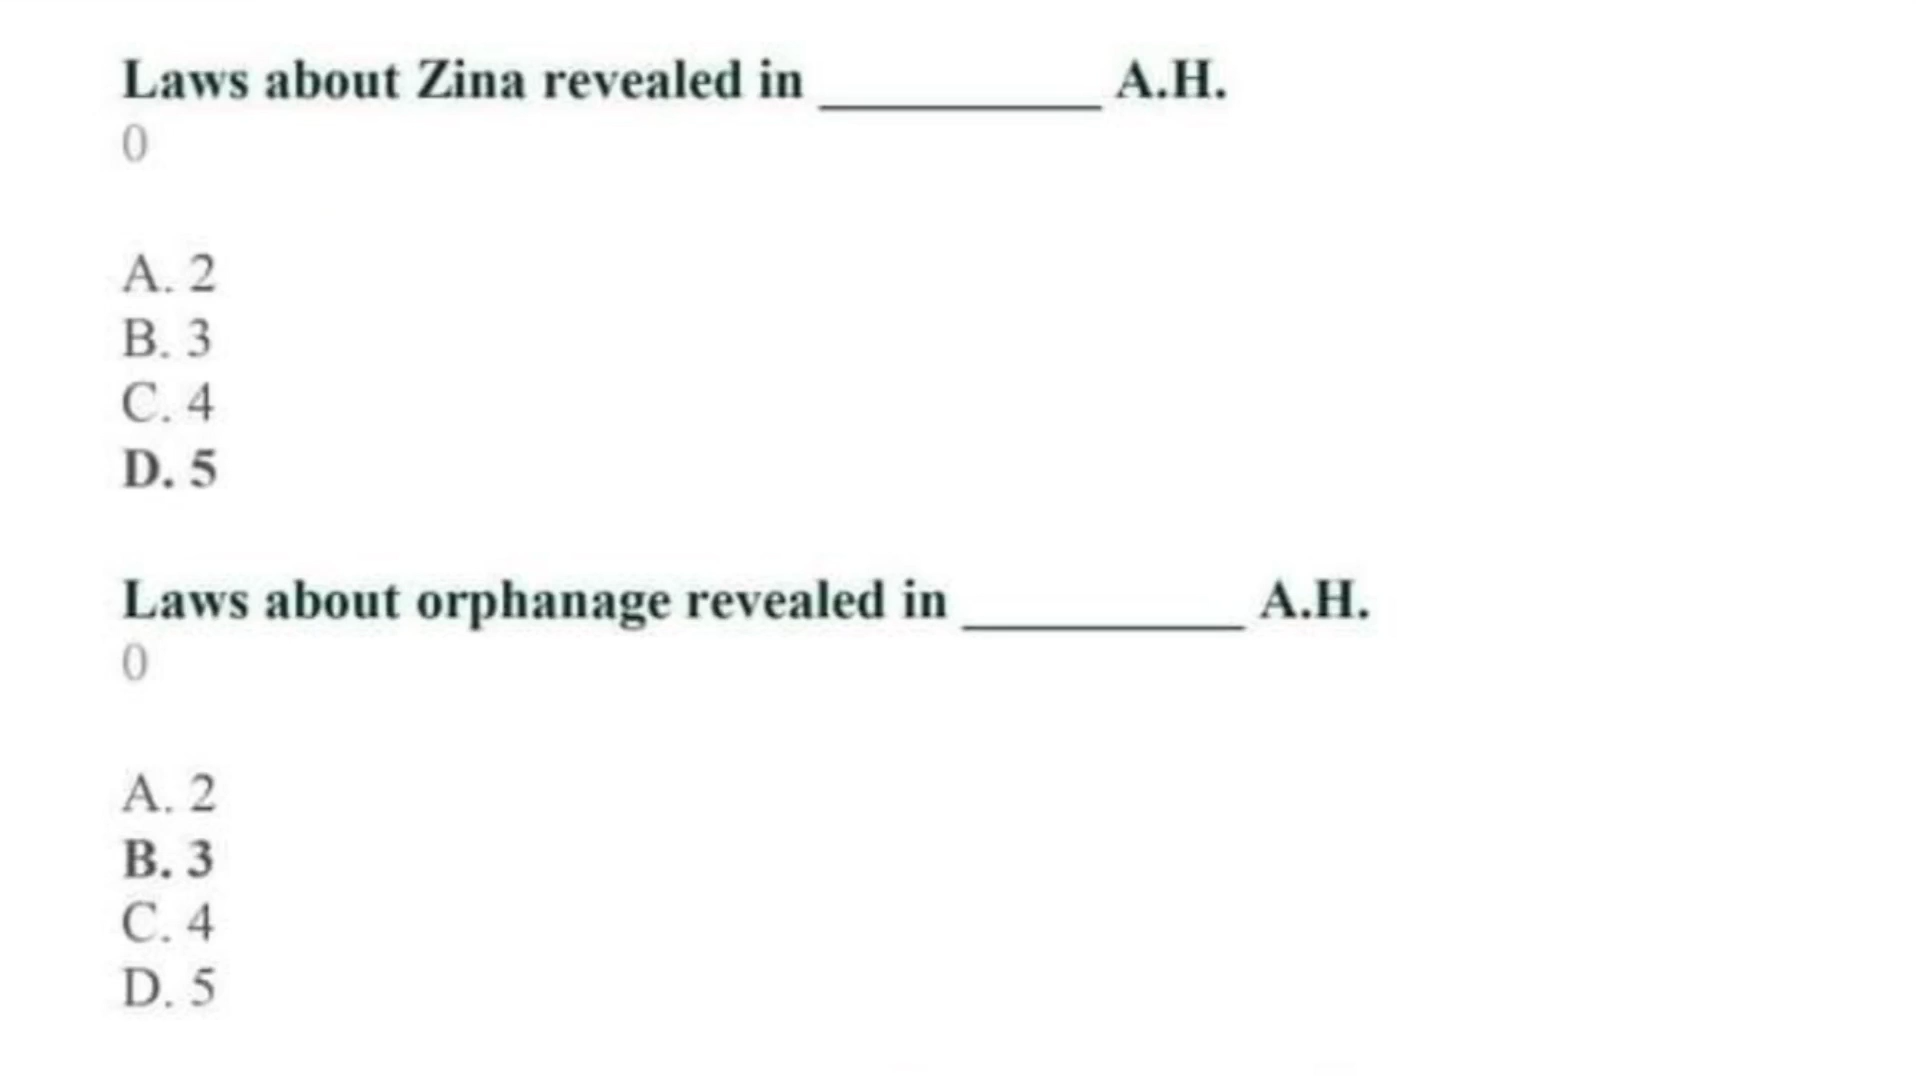 Laws about Zina revealed in __________ A.H.
0
A. 2
B. 3
C. 4
D. 5
Laws about orphanage revealed in __________ A.H.
0
A. 2
B. 3
C. 4
D. 5